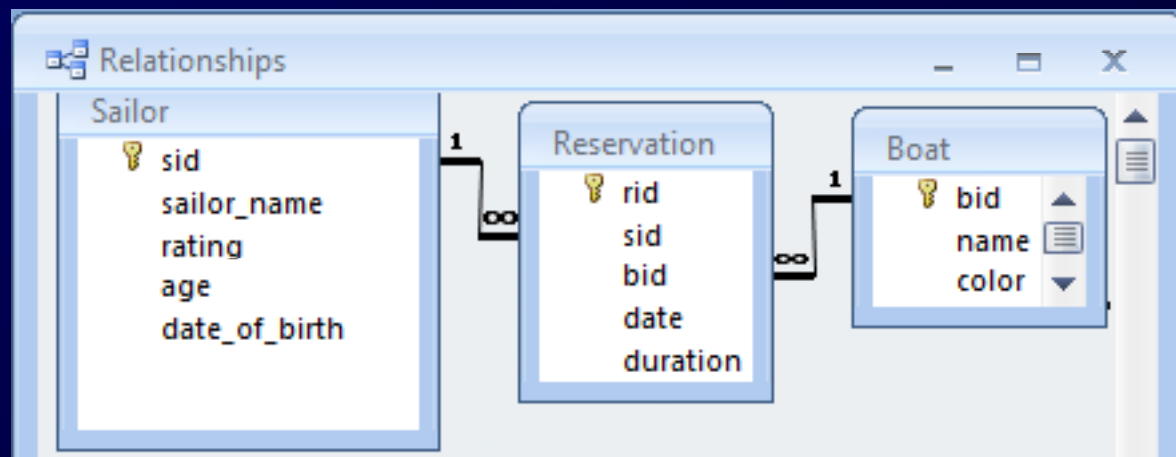 Relationships
Sailor
sid
sailor_name
rating
age
date_of_birth
1
∞
Reservation
rid
sid
bid
date
duration
1
∞
Boat
bid
name
color